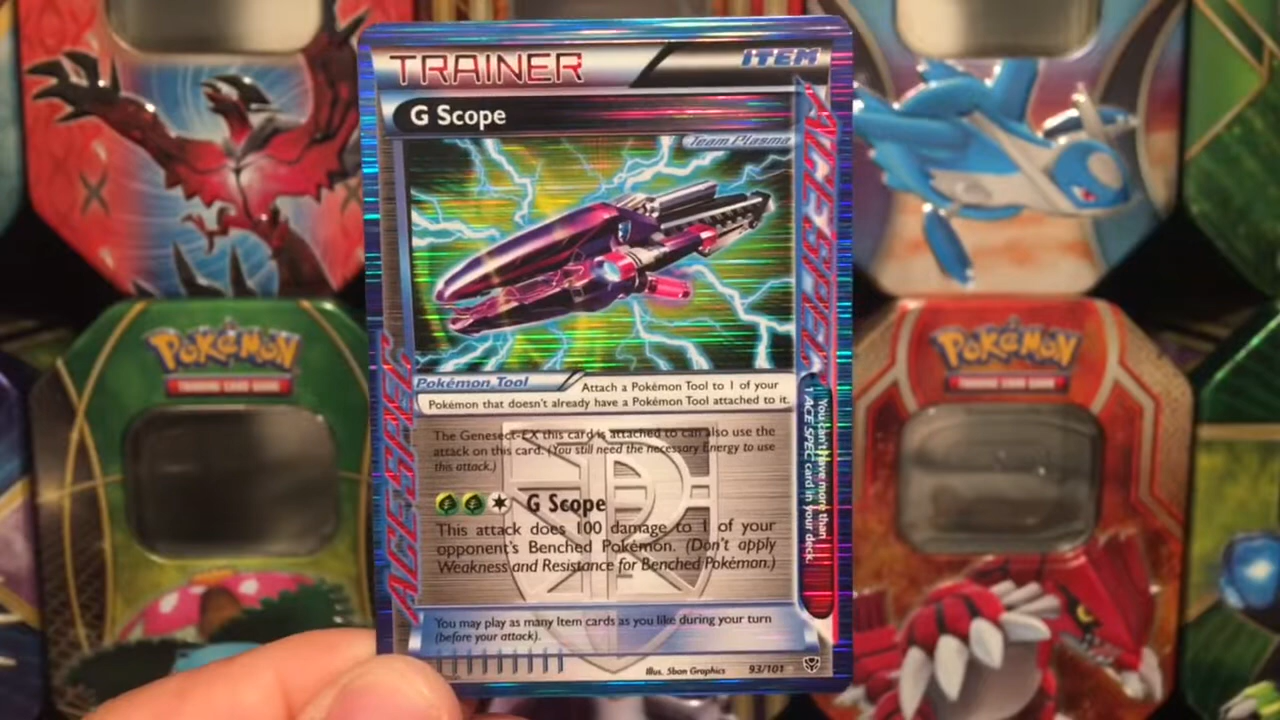 TRAINER
ITEM
G Scope
Team Plasma
ACE SPEC
Pokémon Tool
Attach a Pokémon Tool to 1 of your
Pokémon that doesn't already have a Pokémon Tool attached to it.
The Genesect-EX this card is attached to can also use the
attack on this card. (You still need the necessary Energy to use
this attack.)
G Scope
This attack does 100 damage to 1 of your
opponent's Benched Pokémon. (Don't apply
Weakness and Resistance for Benched Pokémon.)
ACE SPEC
You can't have more than
1 ACE SPEC card in your deck.
You may play as many Item cards as you like during your turn
(before your attack).
Illus. 5ban Graphics
93/101
X
POKéMON
TRADING CARD GAME
POKéMON
TRADING CARD GAME